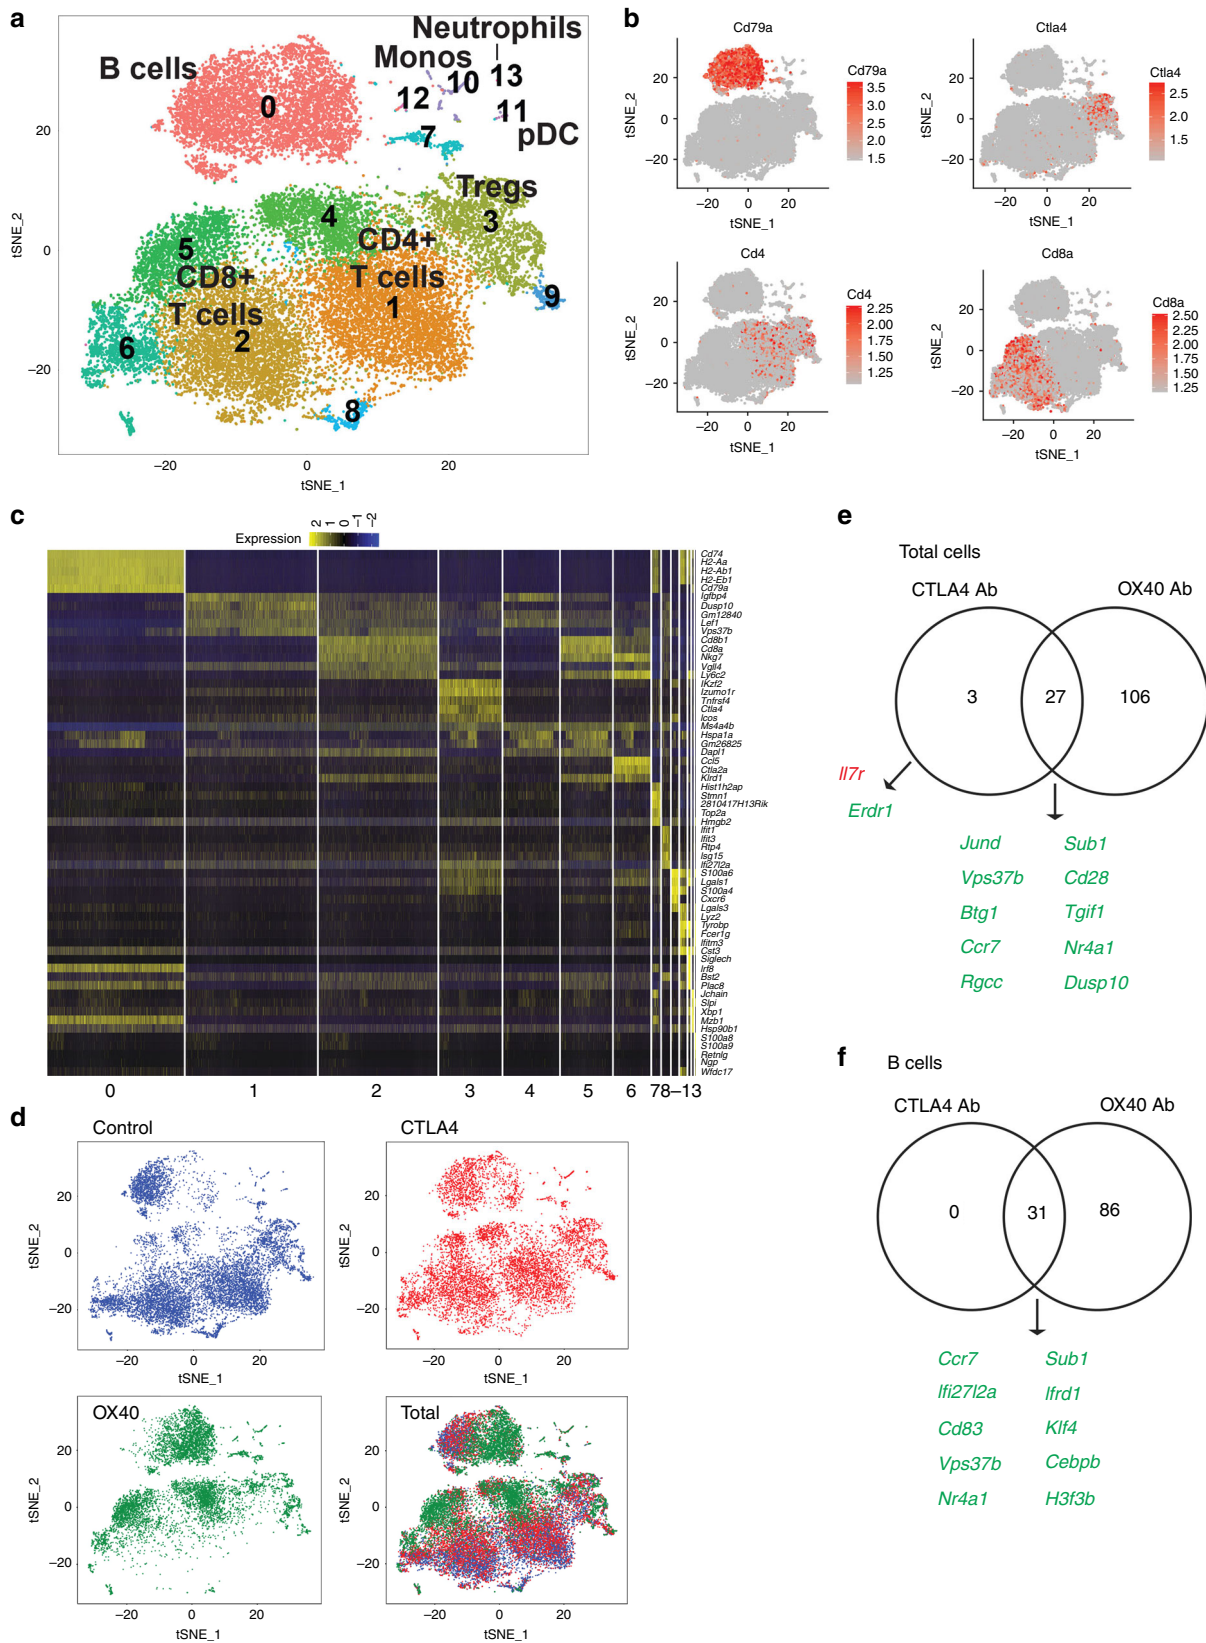 a
Neutrophils
B cells
Monos
10
13
12
11
0
7
pDC
Tregs
4
3
CD4+
5
CD8+
T cells
T cells
1
9
6
2
8
20
0
−20
tSNE_2
−20
0
20
tSNE_1
b
Cd79a
20
0
−20
tSNE_2
−20
0
20
tSNE_1
Cd79a
3.5
3.0
2.5
2.0
1.5
Ctla4
20
0
−20
tSNE_2
−20
0
20
tSNE_1
Ctla4
2.5
2.0
1.5
Cd4
20
0
−20
tSNE_2
−20
0
20
tSNE_1
Cd4
2.25
2.00
1.75
1.50
1.25
Cd8a
20
0
−20
tSNE_2
−20
0
20
tSNE_1
Cd8a
2.50
2.25
2.00
1.75
1.50
1.25
c
Expression
2
1
0
−1
−2
Cd74
H2-Aa
H2-Ab1
H2-Eb1
Cd79a
Igfbp4
Dusp10
Gm12840
Lef1
Vps37b
Cd8b1
Cd8a
Nkg7
Vgll4
Ly6c2
IKzf2
Izumo1r
Tnfrsf4
Ctla4
Icos
Ms4a4b
Hspa1a
Gm26825
Dapl1
Ccl5
Ctla2a
Klrd1
Hist1h2ap
Stmn1
2810417H13Rik
Top2a
Hmgb2
Ifit1
Ifit3
Rtp4
Isg15
Ifi27l2a
S100a6
Lgals1
S100a4
Cxcr6
Lgals3
Lyz2
Tyrobp
Fcer1g
Ifitm3
Cst3
Siglech
Irf8
Bst2
Plac8
Jchain
Slpi
Xbp1
Mzb1
Hsp90b1
S100a8
S100a9
Retnlg
Ngp
Wfdc17
0 1 2 3 4 5 6 78–13
d
Control
20
0
−20
tSNE_2
−20
0
20
tSNE_1
CTLA4
20
0
−20
tSNE_2
−20
0
20
tSNE_1
OX40
20
0
−20
tSNE_2
−20
0
20
tSNE_1
Total
20
0
−20
tSNE_2
−20
0
20
tSNE_1
e
Total cells
CTLA4 Ab
OX40 Ab
3
27
106
Il7r
Erdr1
Jund
Sub1
Vps37b
Cd28
Btg1
Tgif1
Ccr7
Nr4a1
Rgcc
Dusp10
f
B cells
CTLA4 Ab
OX40 Ab
0
31
86
Ccr7
Sub1
Ifi27l2a
Ifrd1
Cd83
Klf4
Vps37b
Cebpb
Nr4a1
H3f3b